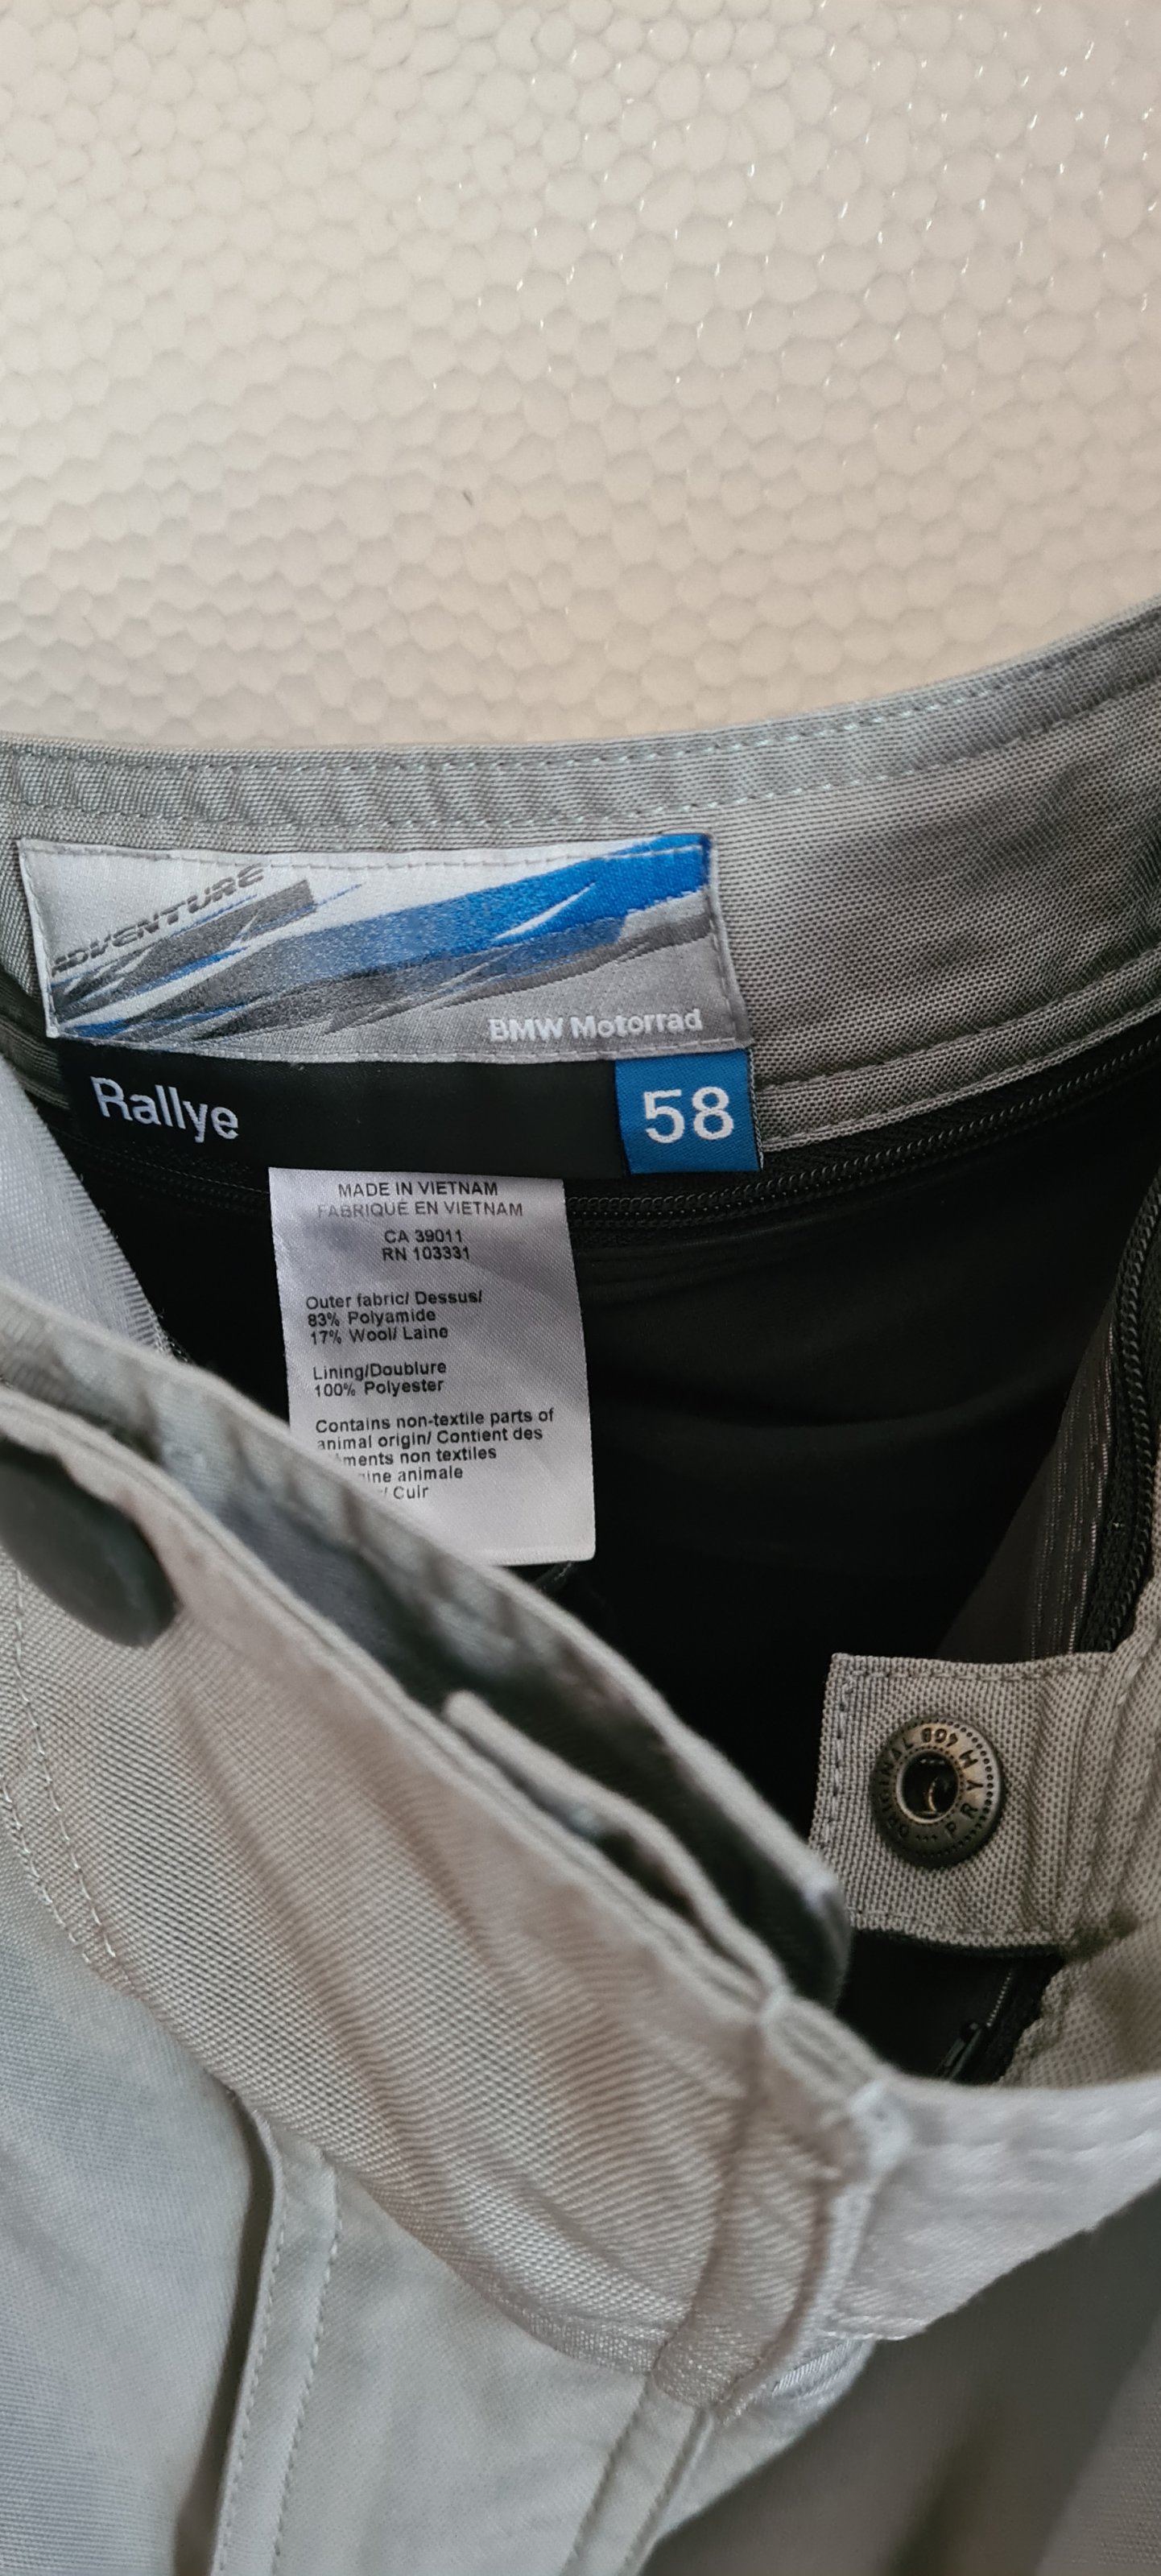 ADVENTURE
BMW Motorrad
Rallye
58
MADE IN VIETNAM
FABRIQUÉ EN VIETNAM
CA 39011
RN 103331
Outer fabric/ Dessus/
83% Polyamide
17% Wool/ Laine
Lining/Doublure
100% Polyester
Contains non-textile parts of
animal origin/ Contient des
ments non textiles
ine animale
/ Cuir
ORIGINAL
PRYM